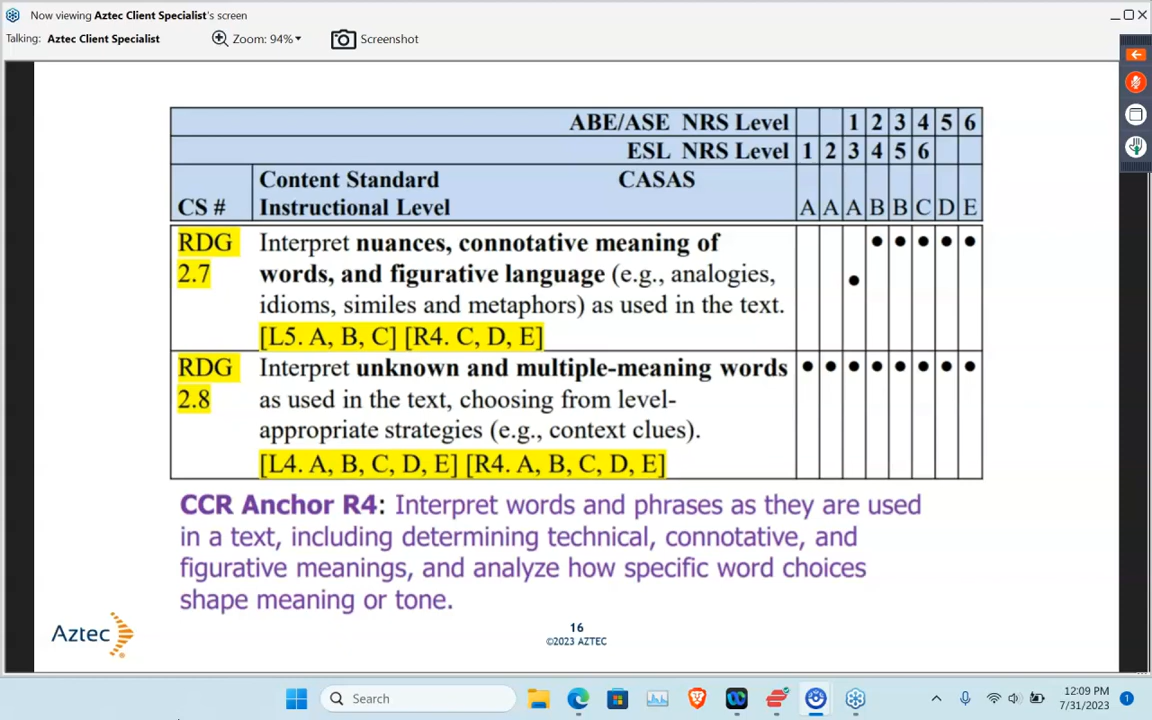 Now viewing Aztec Client Specialist's screen
Talking: Aztec Client Specialist
Zoom: 94%
Screenshot
ABE/ASE NRS Level 1 2 3 4 5 6
ESL NRS Level 1 2 3 4 5 6
Content Standard CASAS
CS # Instructional Level A A A B B C D E
RDG Interpret nuances, connotative meaning of
2.7 words, and figurative language (e.g., analogies,
idioms, similes and metaphors) as used in the text.
[L5. A, B, C] [R4. C, D, E]
RDG Interpret unknown and multiple-meaning words
2.8 as used in the text, choosing from level-
appropriate strategies (e.g., context clues).
[L4. A, B, C, D, E] [R4. A, B, C, D, E]
CCR Anchor R4: Interpret words and phrases as they are used
in a text, including determining technical, connotative, and
figurative meanings, and analyze how specific word choices
shape meaning or tone.
Aztec
16
©2023 AZTEC
Search
12:09 PM
7/31/2023
1